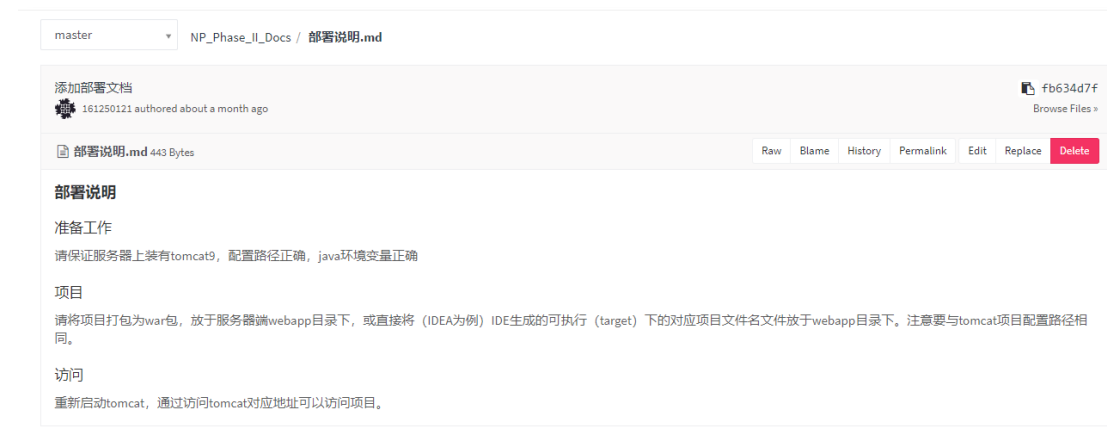 master
NP_Phase_II_Docs / 部署说明.md
添加部署文档
fb634d7f
161250121 authored about a month ago
Browse Files »
部署说明.md 443 Bytes
Raw Blame History Permalink Edit Replace Delete
部署说明
准备工作
请保证服务器上装有tomcat9，配置路径正确，java环境变量正确
项目
请将项目打包为war包，放于服务器端webapp目录下，或直接将（IDEA为例）IDE生成的可执行（target）下的对应项目文件名文件放于webapp目录下。注意要与tomcat项目配置路径相
同。
访问
重新启动tomcat，通过访问tomcat对应地址可以访问项目。